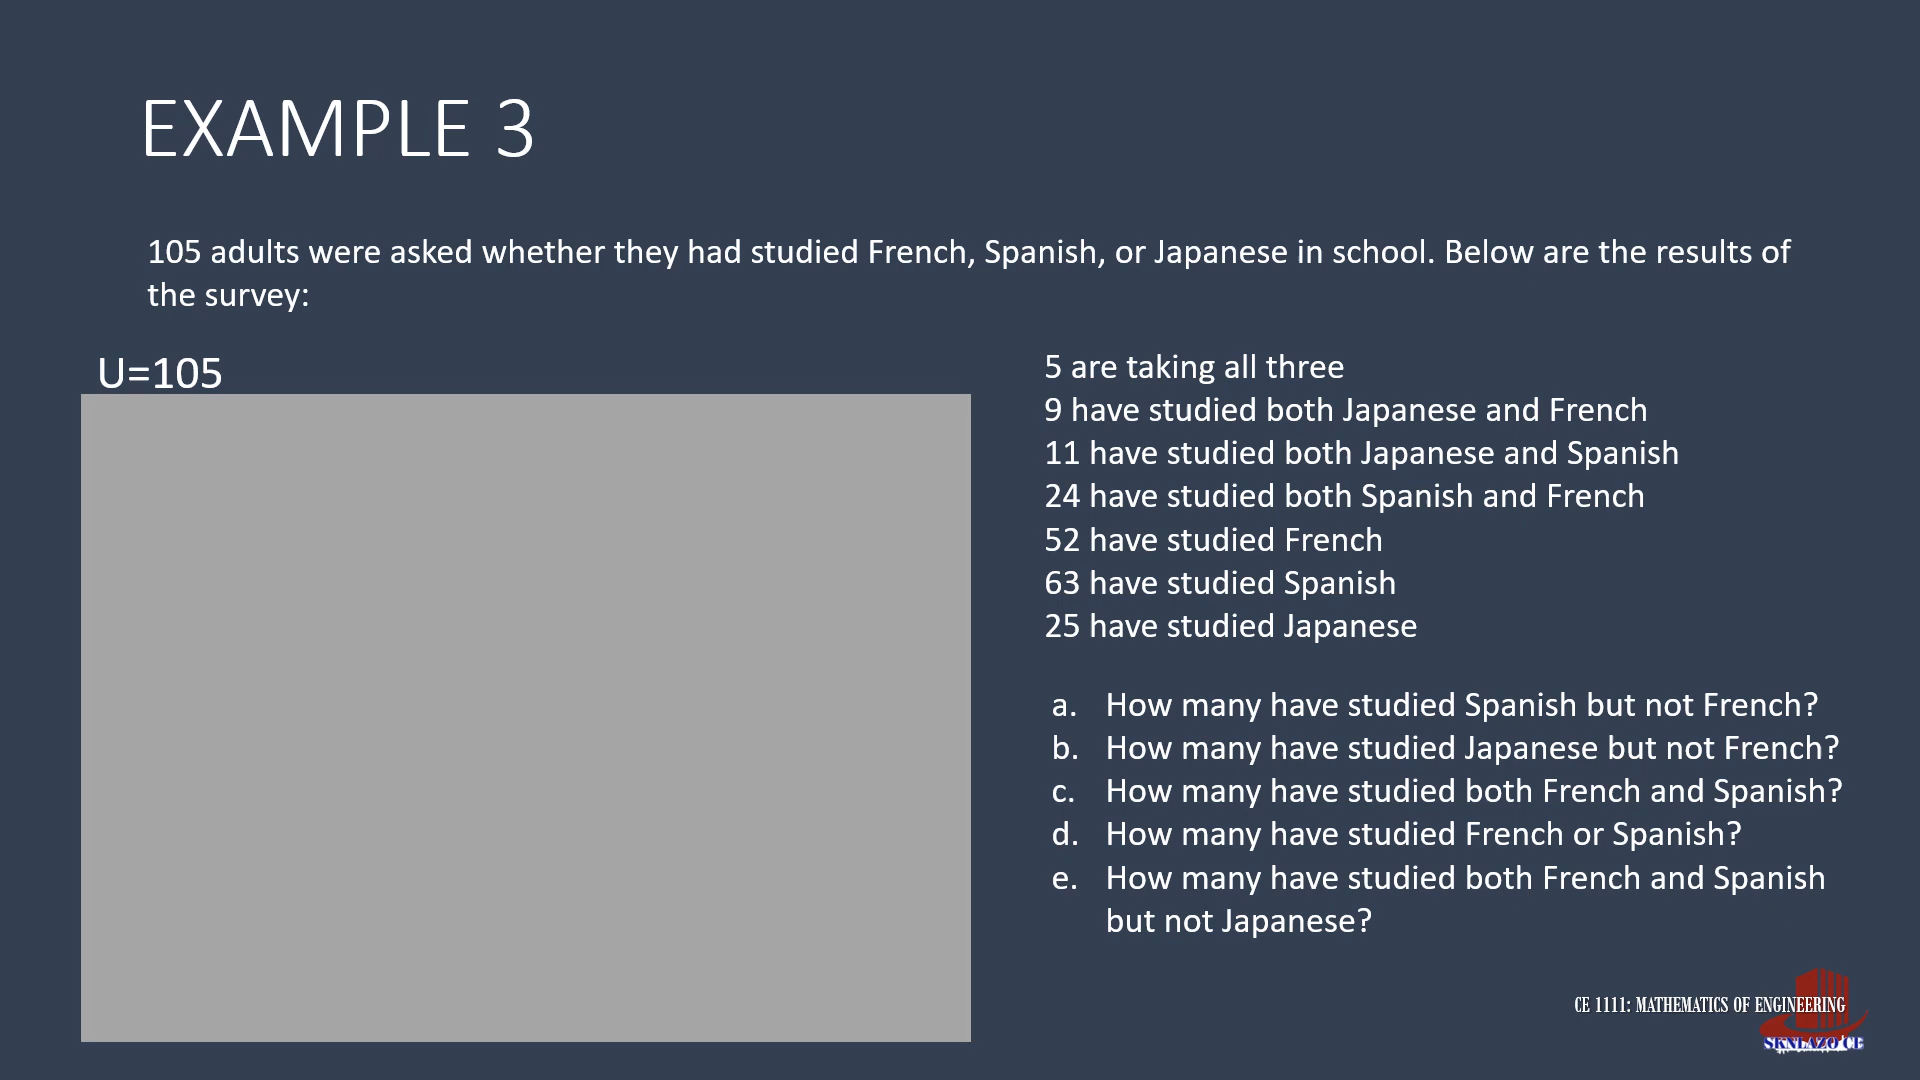 EXAMPLE 3
105 adults were asked whether they had studied French, Spanish, or Japanese in school. Below are the results of
the survey:
U=105
5 are taking all three
9 have studied both Japanese and French
11 have studied both Japanese and Spanish
24 have studied both Spanish and French
52 have studied French
63 have studied Spanish
25 have studied Japanese
a. How many have studied Spanish but not French?
b. How many have studied Japanese but not French?
c. How many have studied both French and Spanish?
d. How many have studied French or Spanish?
e. How many have studied both French and Spanish
but not Japanese?
CE 1111: MATHEMATICS OF ENGINEERING
SKNLAZO CE